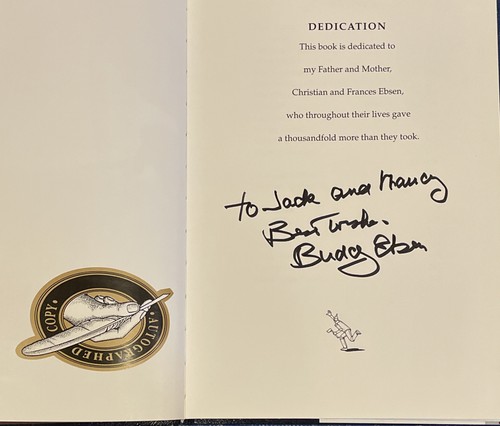 DEDICATION
This book is dedicated to
my Father and Mother,
Christian and Frances Ebsen,
who throughout their lives gave
a thousandfold more than they took.
To Jack and Nancy
Best Wishes.
Buddy Ebsen
COPY • AUTOGRAPHED •